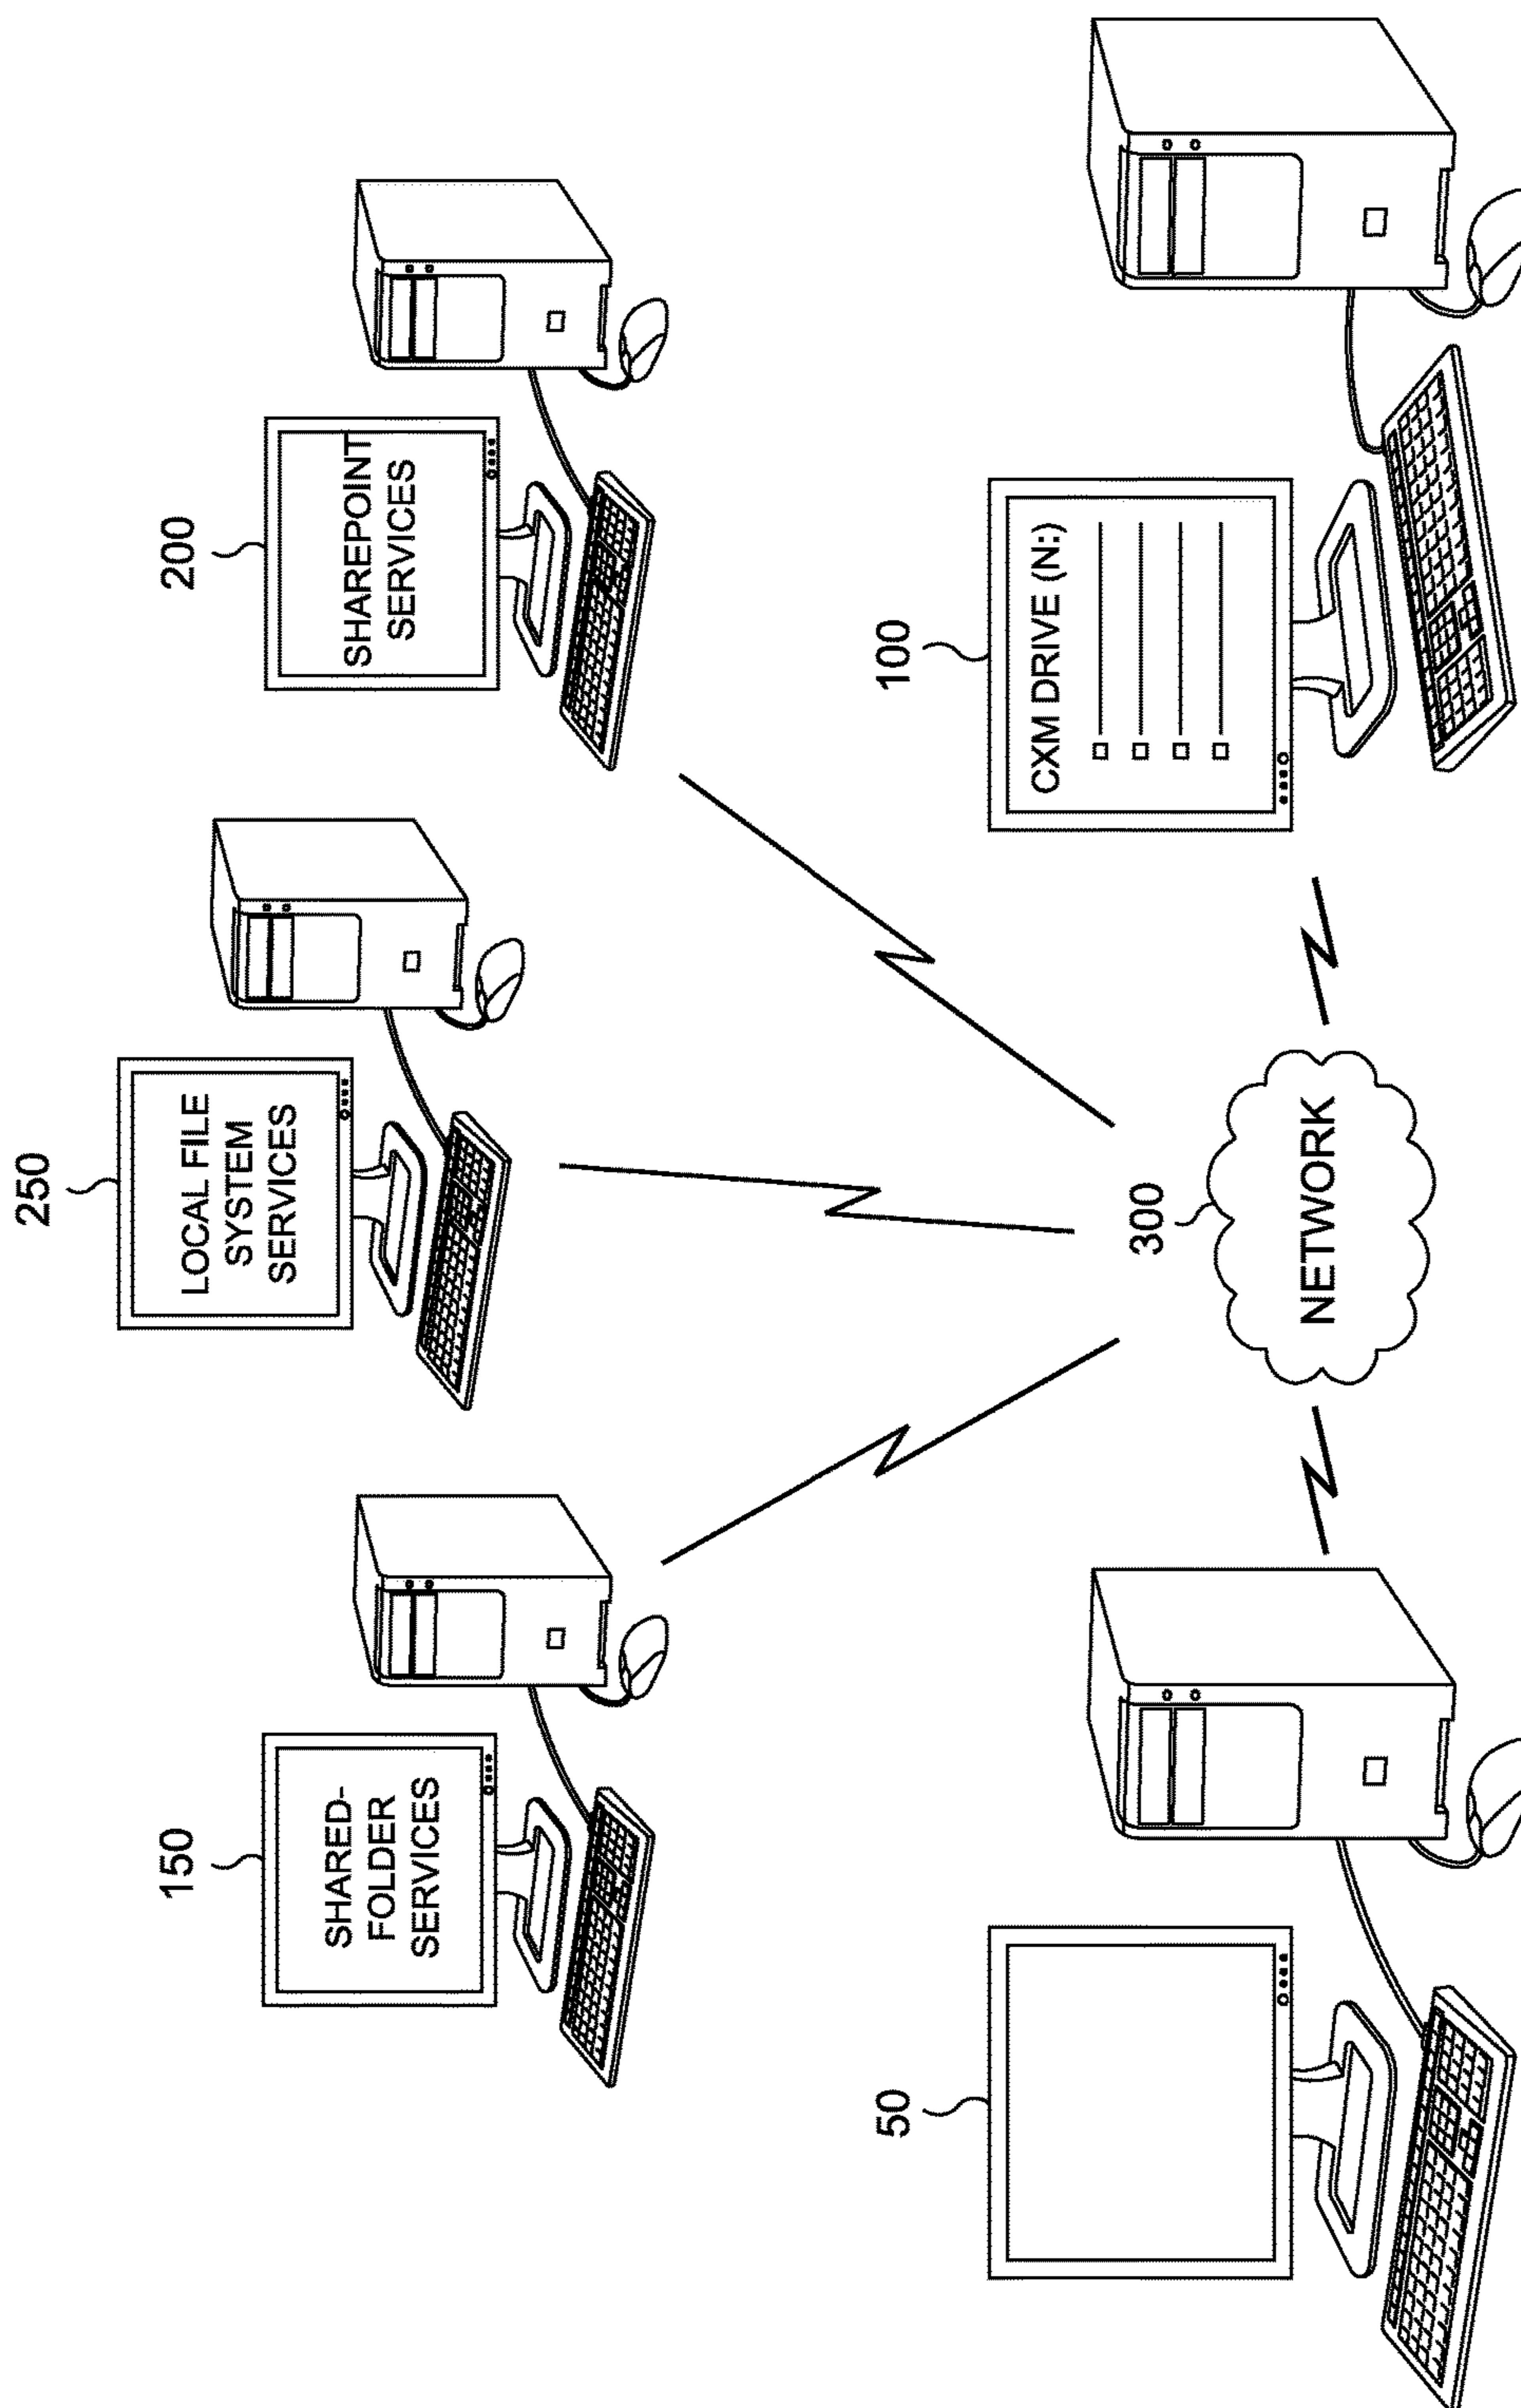 250
150
200
LOCAL FILE
SYSTEM
SERVICES
SHARED-
FOLDER
SERVICES
SHAREPOINT
SERVICES
50
300
NETWORK
100
CXM DRIVE (N:)